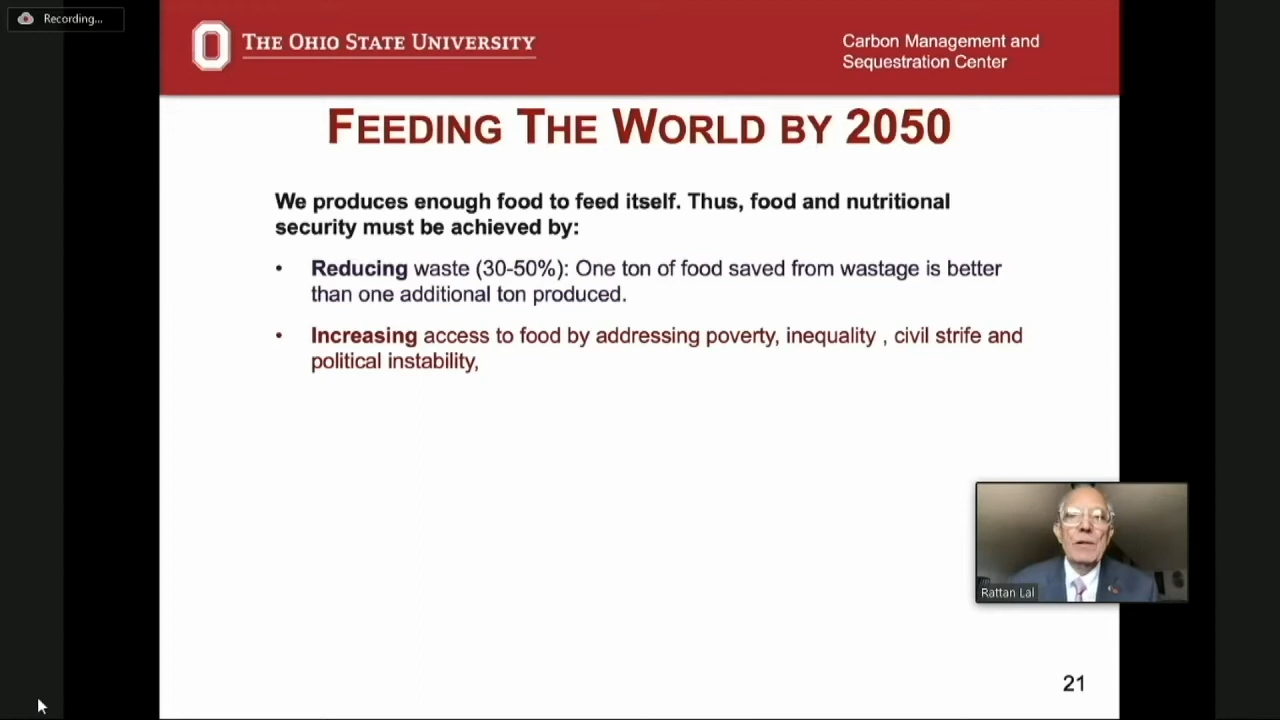 Recording...
THE OHIO STATE UNIVERSITY
Carbon Management and
Sequestration Center
FEEDING THE WORLD BY 2050
We produces enough food to feed itself. Thus, food and nutritional
security must be achieved by:
• Reducing waste (30-50%): One ton of food saved from wastage is better
than one additional ton produced.
• Increasing access to food by addressing poverty, inequality , civil strife and
political instability,
Rattan Lal
21